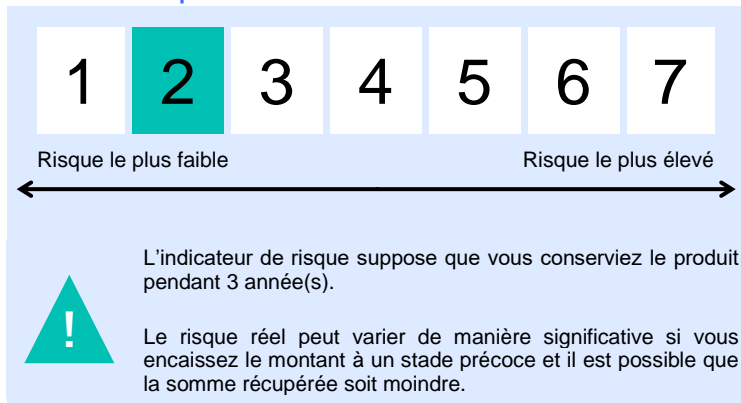 1 2 3 4 5 6 7
Risque le plus faible Risque le plus élevé
L'indicateur de risque suppose que vous conserviez le produit
pendant 3 année(s).
!
Le risque réel peut varier de manière significative si vous
encaissez le montant à un stade précoce et il est possible que
la somme récupérée soit moindre.